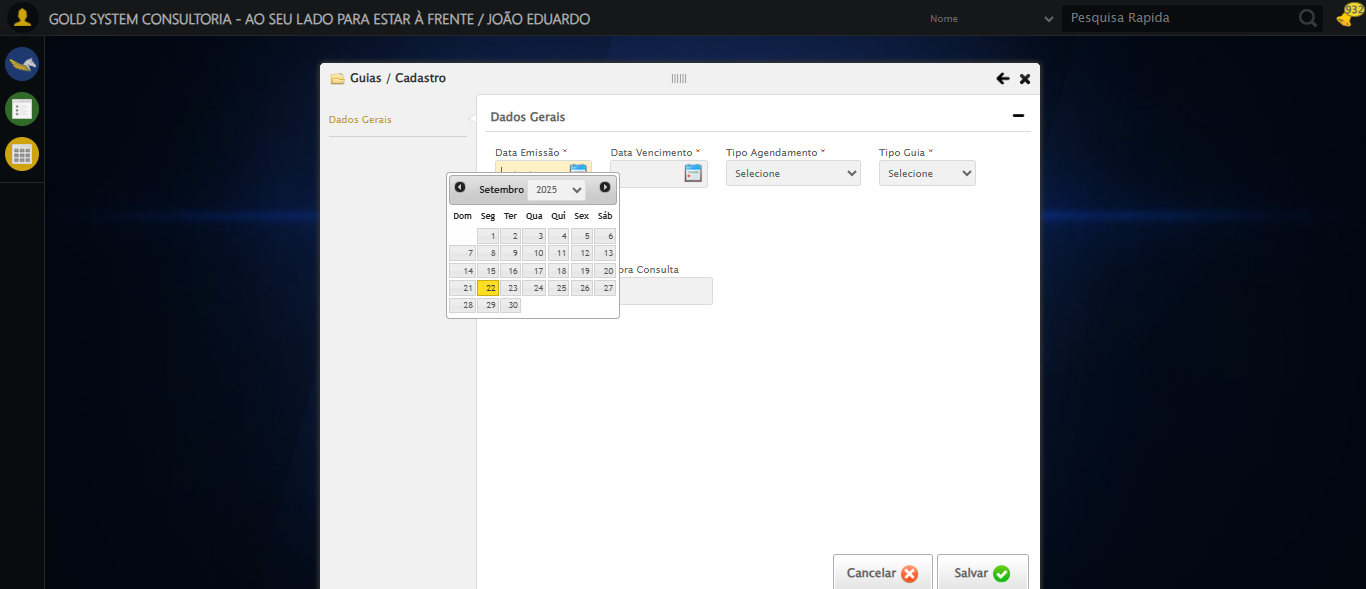 GOLD SYSTEM CONSULTORIA - AO SEU LADO PARA ESTAR À FRENTE / JOÃO EDUARDO
Nome
Pesquisa Rapida
932
Guias / Cadastro
Dados Gerais
Dados Gerais
Data Emissão * Data Vencimento * Tipo Agendamento * Tipo Guia *
Selecione Selecione
Setembro 2025
Dom Seg Ter Qua Qui Sex Sáb
1 2 3 4 5 6
7 8 9 10 11 12 13
14 15 16 17 18 19 20
21 22 23 24 25 26 27
28 29 30
ora Consulta
Cancelar Salvar